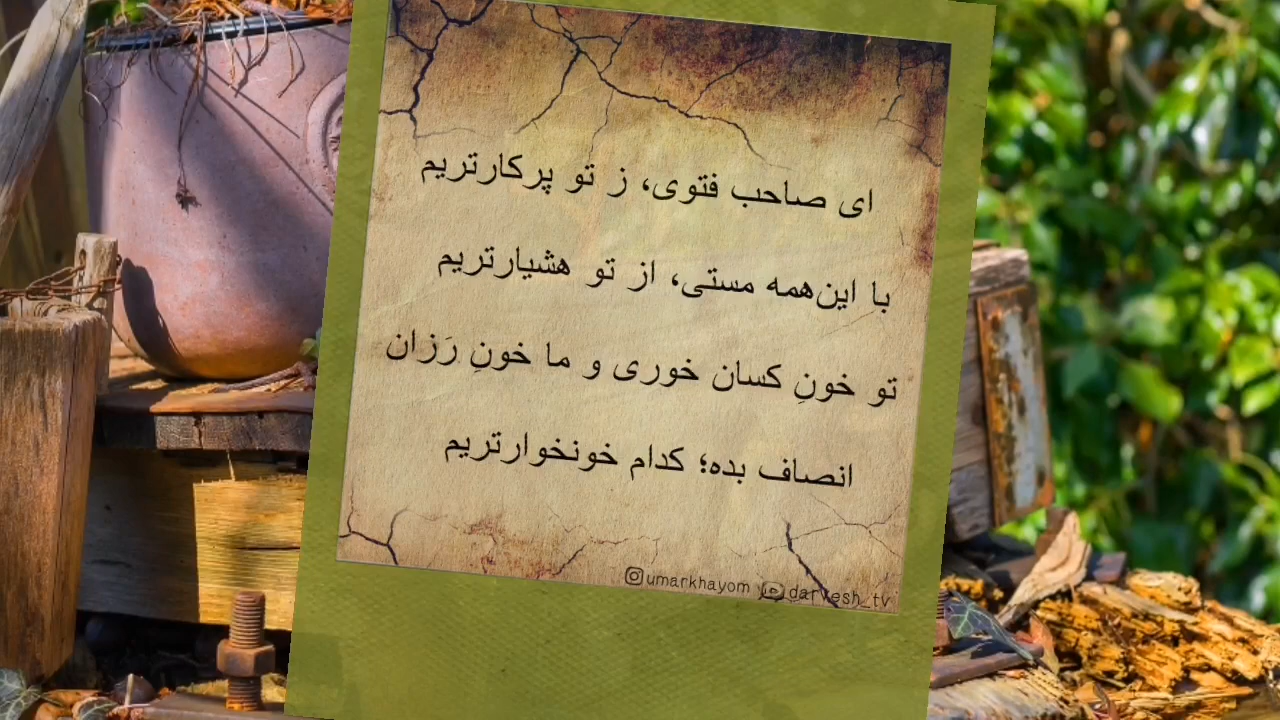 ای صاحب فتوی، ز تو پرکارتریم
با این‌همه مستی، از تو هشیارتریم
تو خونِ کسان خوری و ما خونِ رَزان
انصاف بده؛ کدام خونخوارتریم
umarkhayom darvesh_tv